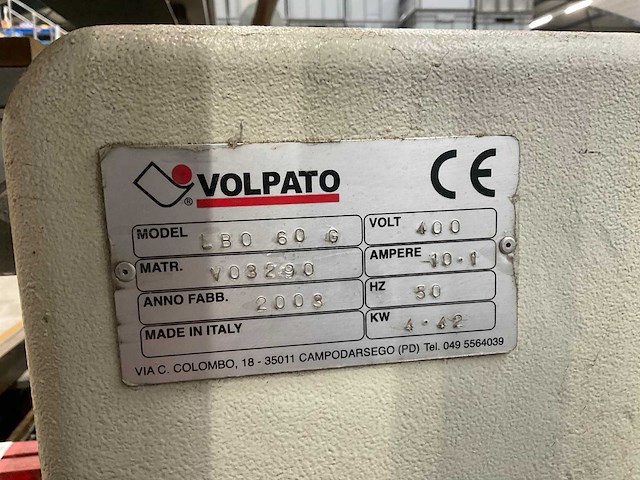 VOLPATO ®
CE
MODEL LBO 60 G
VOLT 400
MATR. V03290
AMPERE 10.1
ANNO FABB. 2003
HZ 50
MADE IN ITALY
KW 4.42
VIA C. COLOMBO, 18 - 35011 CAMPODARSEGO (PD) Tel. 049 5564039